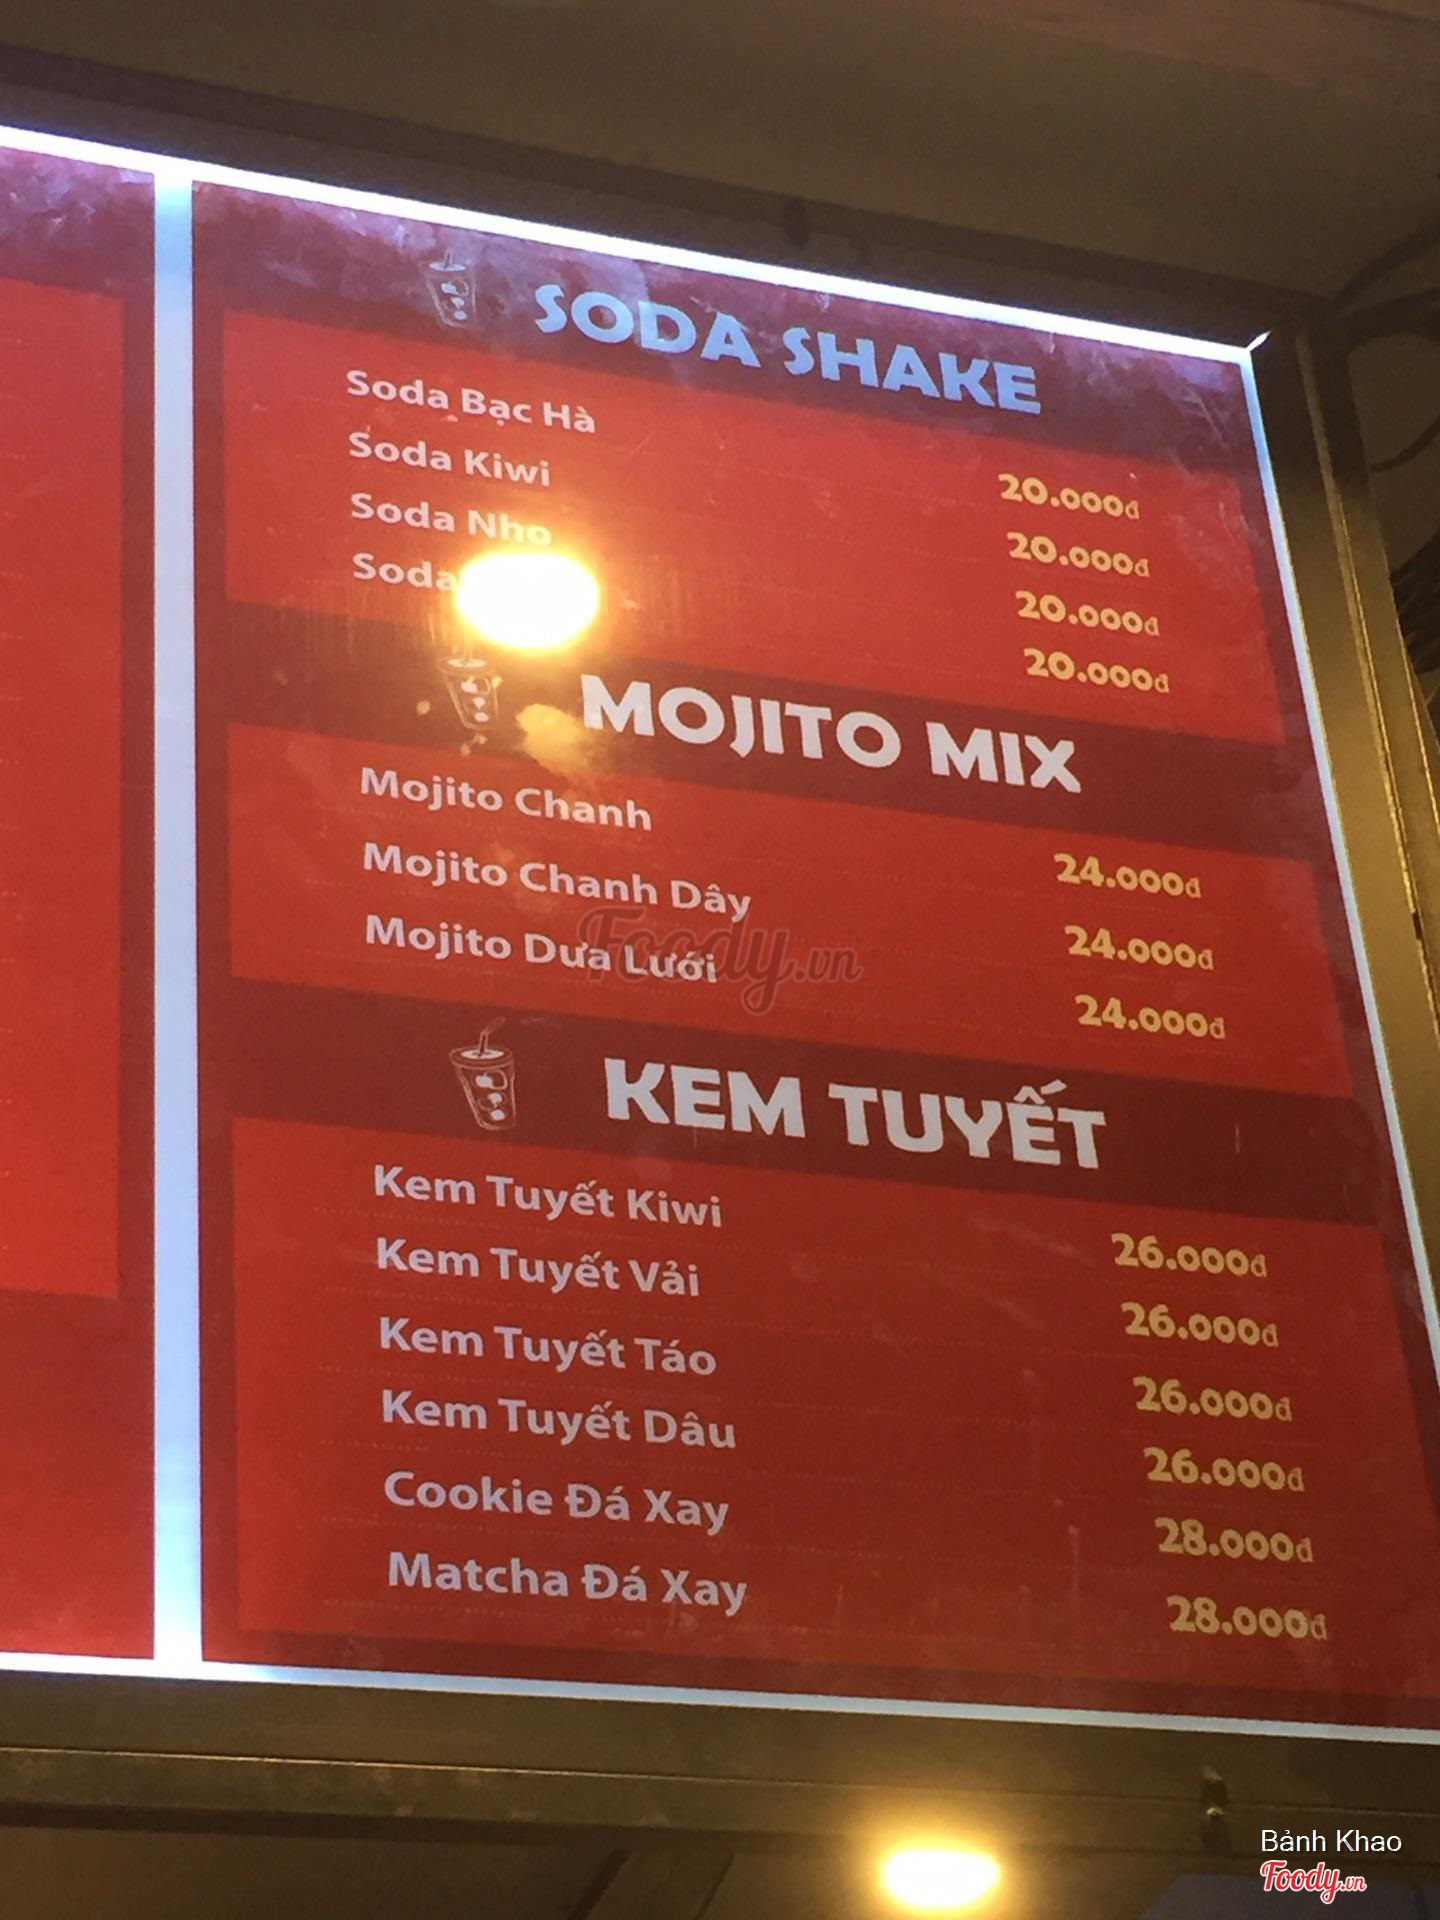 SODA SHAKE
Soda Bạc Hà 20.000đ
Soda Kiwi 20.000đ
Soda Nho 20.000đ
Soda 20.000đ
MOJITO MIX
Mojito Chanh 24.000đ
Mojito Chanh Dây 24.000đ
Mojito Dưa Lưới 24.000đ
Foody.vn
KEM TUYẾT
Kem Tuyết Kiwi 26.000đ
Kem Tuyết Vải 26.000đ
Kem Tuyết Táo 26.000đ
Kem Tuyết Dâu 26.000đ
Cookie Đá Xay 28.000đ
Matcha Đá Xay 28.000đ
Bảnh Khao
Foody.vn